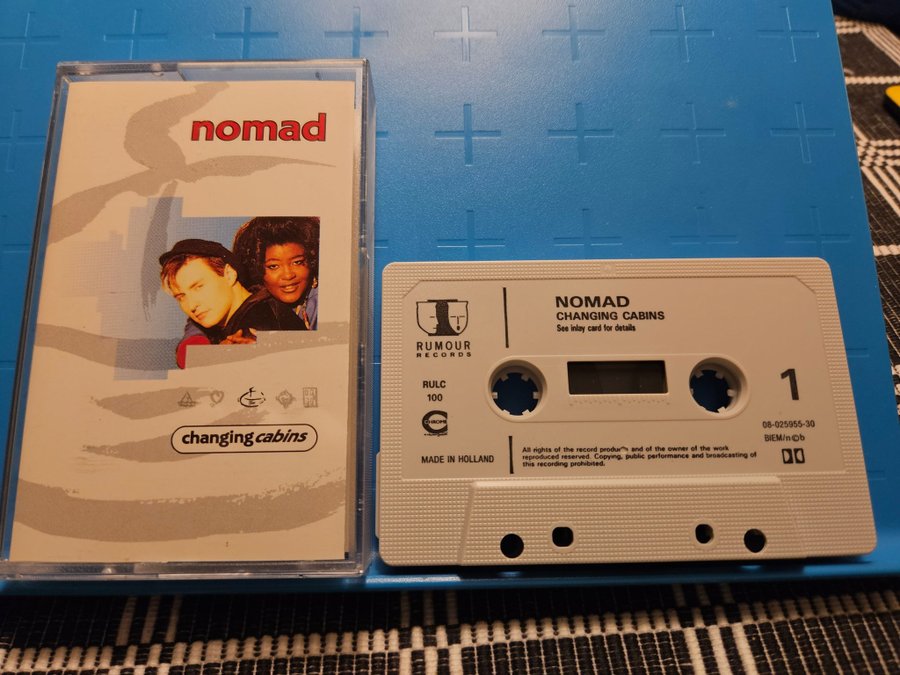 nomad
changing cabins
RUMOUR
RECORDS
NOMAD
CHANGING CABINS
See inlay card for details
RULC
100
CHROME
1
08-025955-30
BIEM/n©b
MADE IN HOLLAND
All rights of the record and of the owner of the work
reproduced reserved. Copying, public performance and broadcasting of
this recording prohibited.